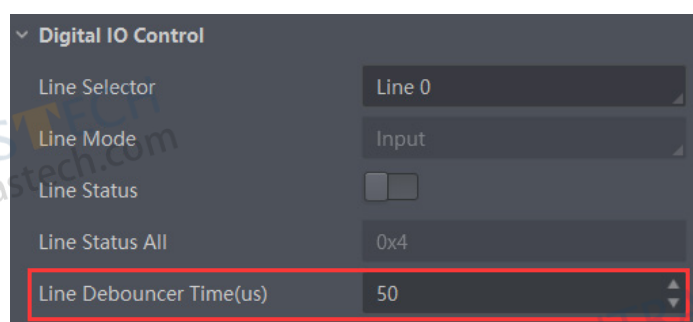 Digital IO Control
Line Selector Line 0
Line Mode Input
Line Status
Line Status All 0x4
Line Debouncer Time(us) 50